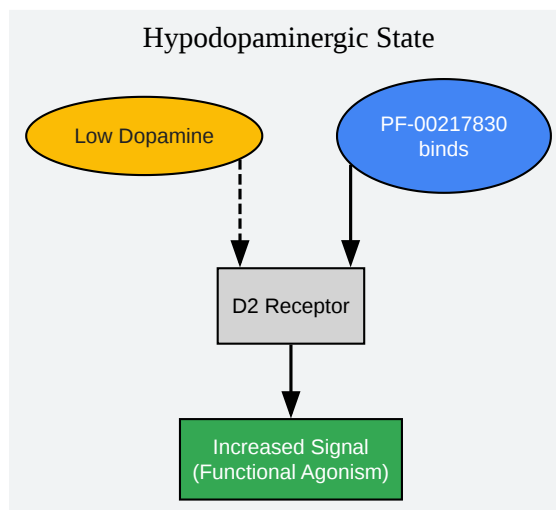 Hypodopaminergic State
Low Dopamine
PF-00217830
binds
D2 Receptor
Increased Signal
(Functional Agonism)